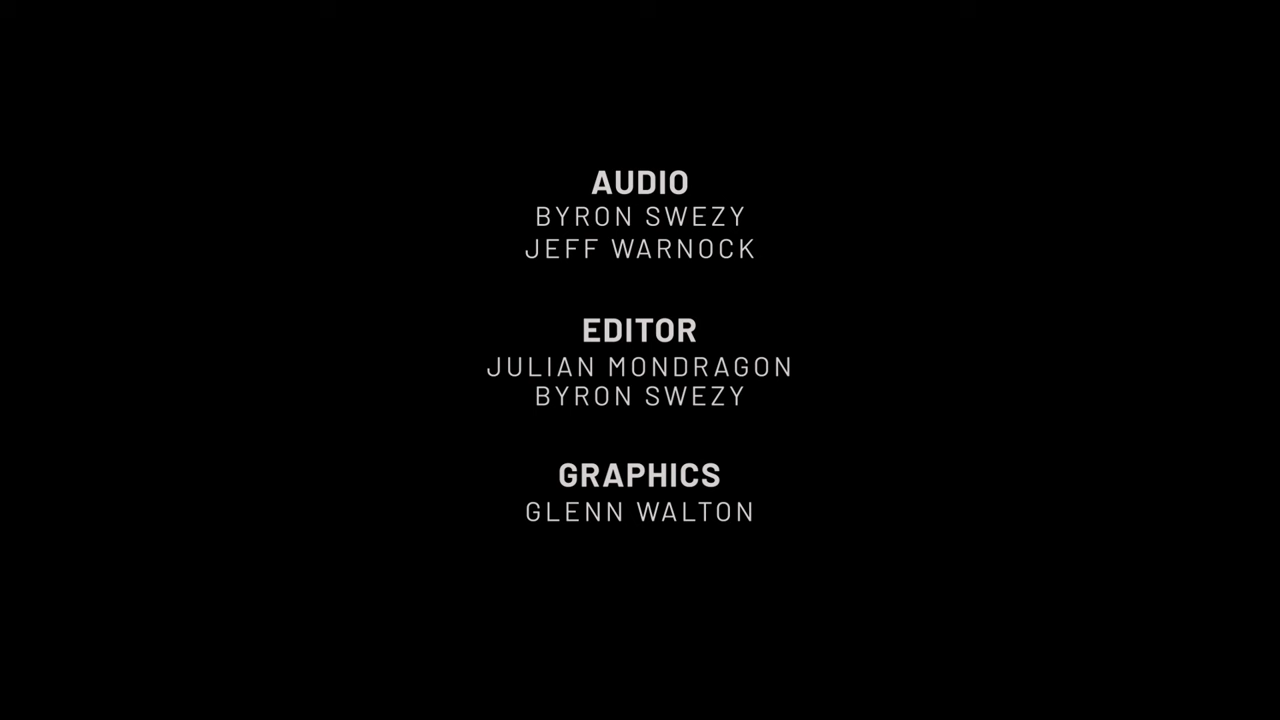 AUDIO
BYRON SWEZY
JEFF WARNOCK
EDITOR
JULIAN MONDRAGON
BYRON SWEZY
GRAPHICS
GLENN WALTON